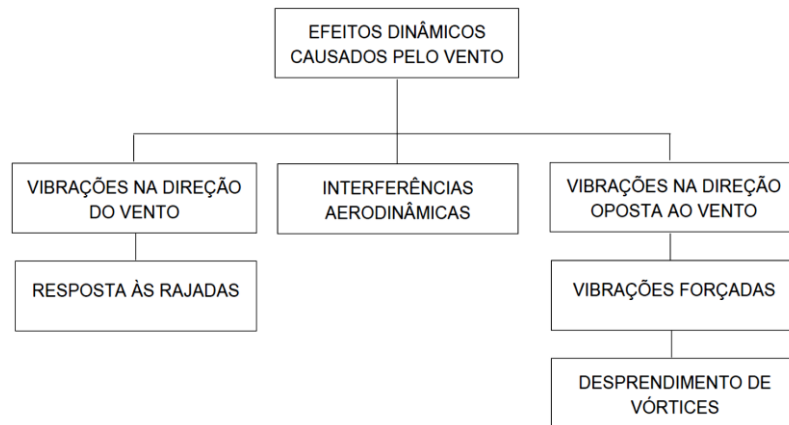 EFEITOS DINÂMICOS
CAUSADOS PELO VENTO
VIBRAÇÕES NA DIREÇÃO
DO VENTO
INTERFERÊNCIAS
AERODINÂMICAS
VIBRAÇÕES NA DIREÇÃO
OPOSTA AO VENTO
RESPOSTA ÀS RAJADAS
VIBRAÇÕES FORÇADAS
DESPRENDIMENTO DE
VÓRTICES